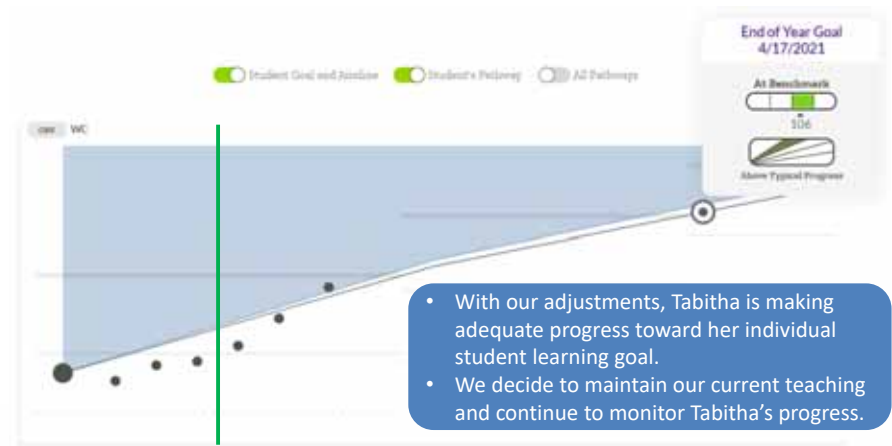 End of Year Goal
4/17/2021
Student Goal and Aimline
Student's Pathway
All Pathways
At Benchmark
106
Above Typical Progress
WC
• With our adjustments, Tabitha is making
adequate progress toward her individual
student learning goal.
• We decide to maintain our current teaching
and continue to monitor Tabitha's progress.